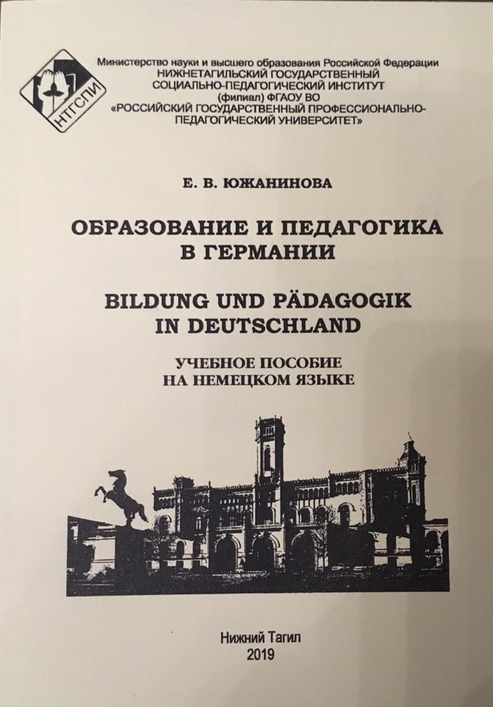 НТГСПИ
Министерство науки и высшего образования Российской Федерации
НИЖНЕТАГИЛЬСКИЙ ГОСУДАРСТВЕННЫЙ
СОЦИАЛЬНО-ПЕДАГОГИЧЕСКИЙ ИНСТИТУТ
(филиал) ФГАОУ ВО
«РОССИЙСКИЙ ГОСУДАРСТВЕННЫЙ ПРОФЕССИОНАЛЬНО-
ПЕДАГОГИЧЕСКИЙ УНИВЕРСИТЕТ»
Е. В. ЮЖАНИНОВА
ОБРАЗОВАНИЕ И ПЕДАГОГИКА
В ГЕРМАНИИ
BILDUNG UND PÄDAGOGIK
IN DEUTSCHLAND
УЧЕБНОЕ ПОСОБИЕ
НА НЕМЕЦКОМ ЯЗЫКЕ
Нижний Тагил
2019